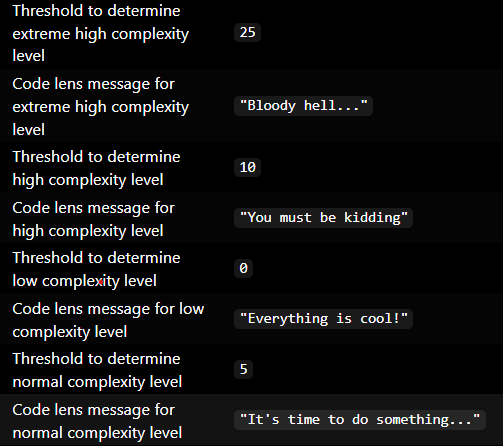 Threshold to determine
extreme high complexity
level
25
Code lens message for
extreme high complexity
level
"Bloody hell..."
Threshold to determine
high complexity level
10
Code lens message for
high complexity level
"You must be kidding"
Threshold to determine
low complexity level
0
Code lens message for low
complexity level
"Everything is cool!"
Threshold to determine
normal complexity level
5
Code lens message for
normal complexity level
"It's time to do something..."